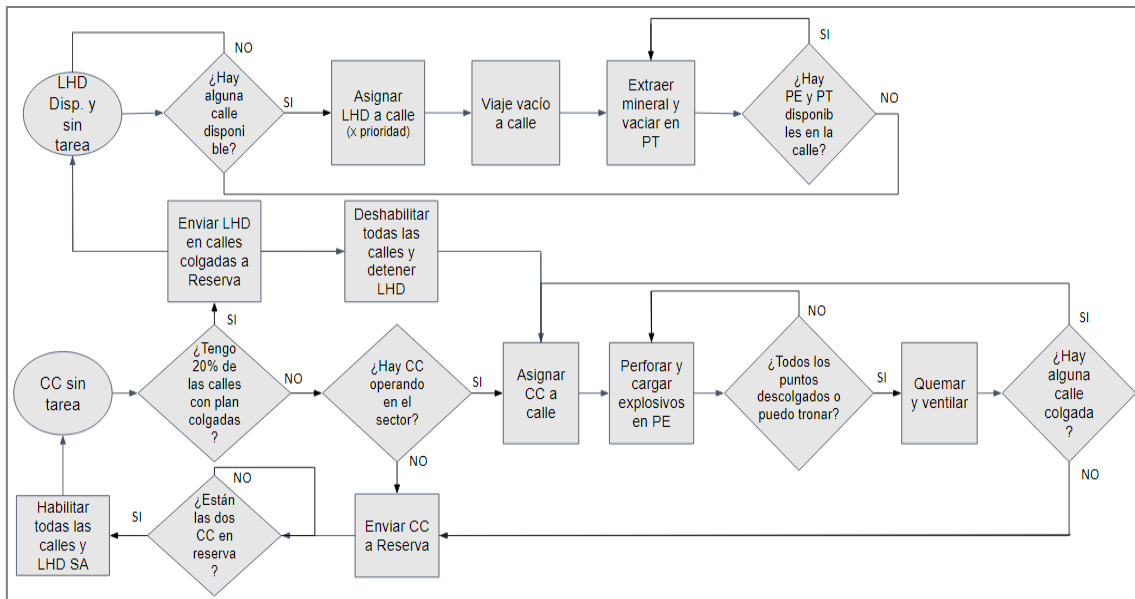 LHD
Disp. y
sin
tarea
NO
¿Hay
alguna
calle
disponi
ble?
SI
Asignar
LHD a calle
(x prioridad)
Viaje vacío
a calle
Extraer
mineral y
vaciar en
PT
SI
¿Hay
PE y PT
disponib
les en la
calle?
NO
Enviar LHD
en calles
colgadas a
Reserva
Deshabilitar
todas las
calles y
detener
LHD
SI
CC sin
tarea
¿Tengo
20% de
las calles
con plan
colgadas
?
NO
¿Hay CC
operando
en el
sector?
SI
NO
Asignar
CC a
calle
Perforar y
cargar
explosivos
en PE
NO
¿Todos los
puntos
descolgados o
puedo tronar?
SI
Quemar
y ventilar
SI
¿Hay
alguna
calle
colgada
?
NO
Habilitar
todas las
calles y
LHD SA
SI
NO
¿Están
las dos
CC en
reserva
?
Enviar CC
a Reserva